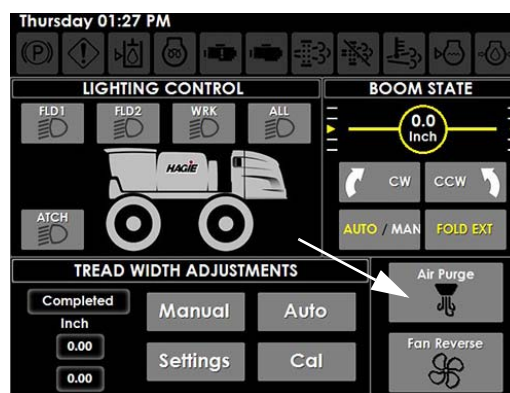 Thursday 01:27 PM
(P)
LIGHTING CONTROL
FLD1 FLD2 WRK ALL
HAGIE
ATCH
BOOM STATE
0.0
Inch
CW CCW
AUTO / MAN FOLD EXT
TREAD WIDTH ADJUSTMENTS
Completed
Inch
0.00
0.00
Manual Auto
Settings Cal
Air Purge
Fan Reverse